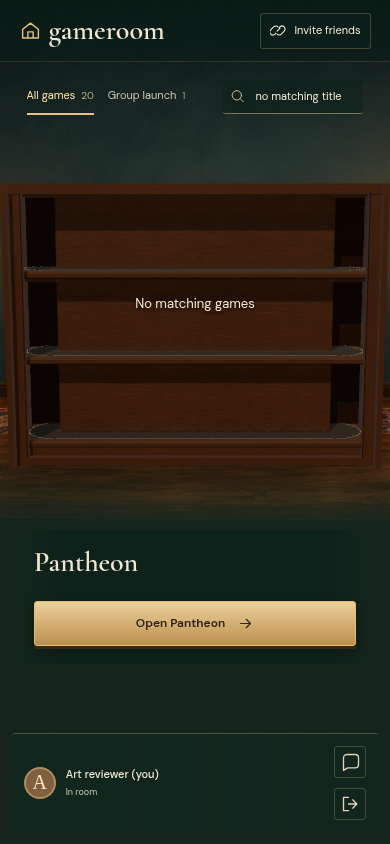 gameroom
Invite friends
All games 20
Group launch 1
no matching title
No matching games
Pantheon
Open Pantheon
A
Art reviewer (you)
In room